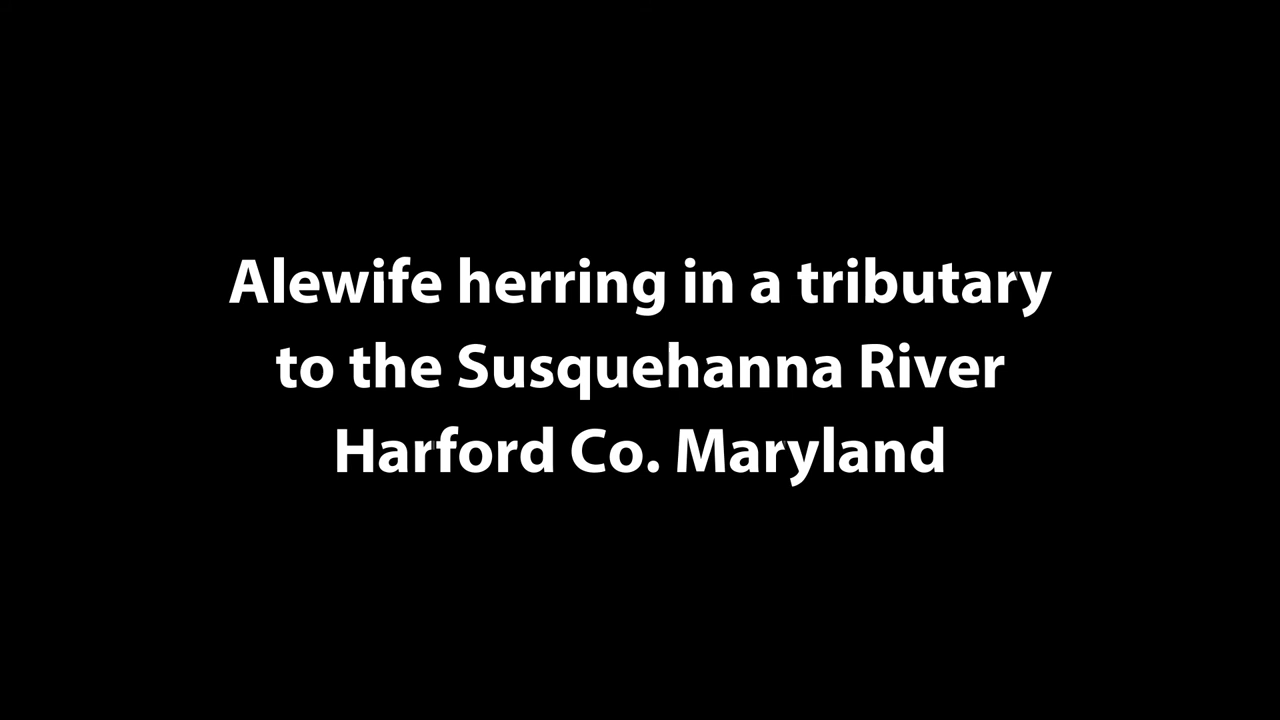 Alewife herring in a tributary
to the Susquehanna River
Harford Co. Maryland